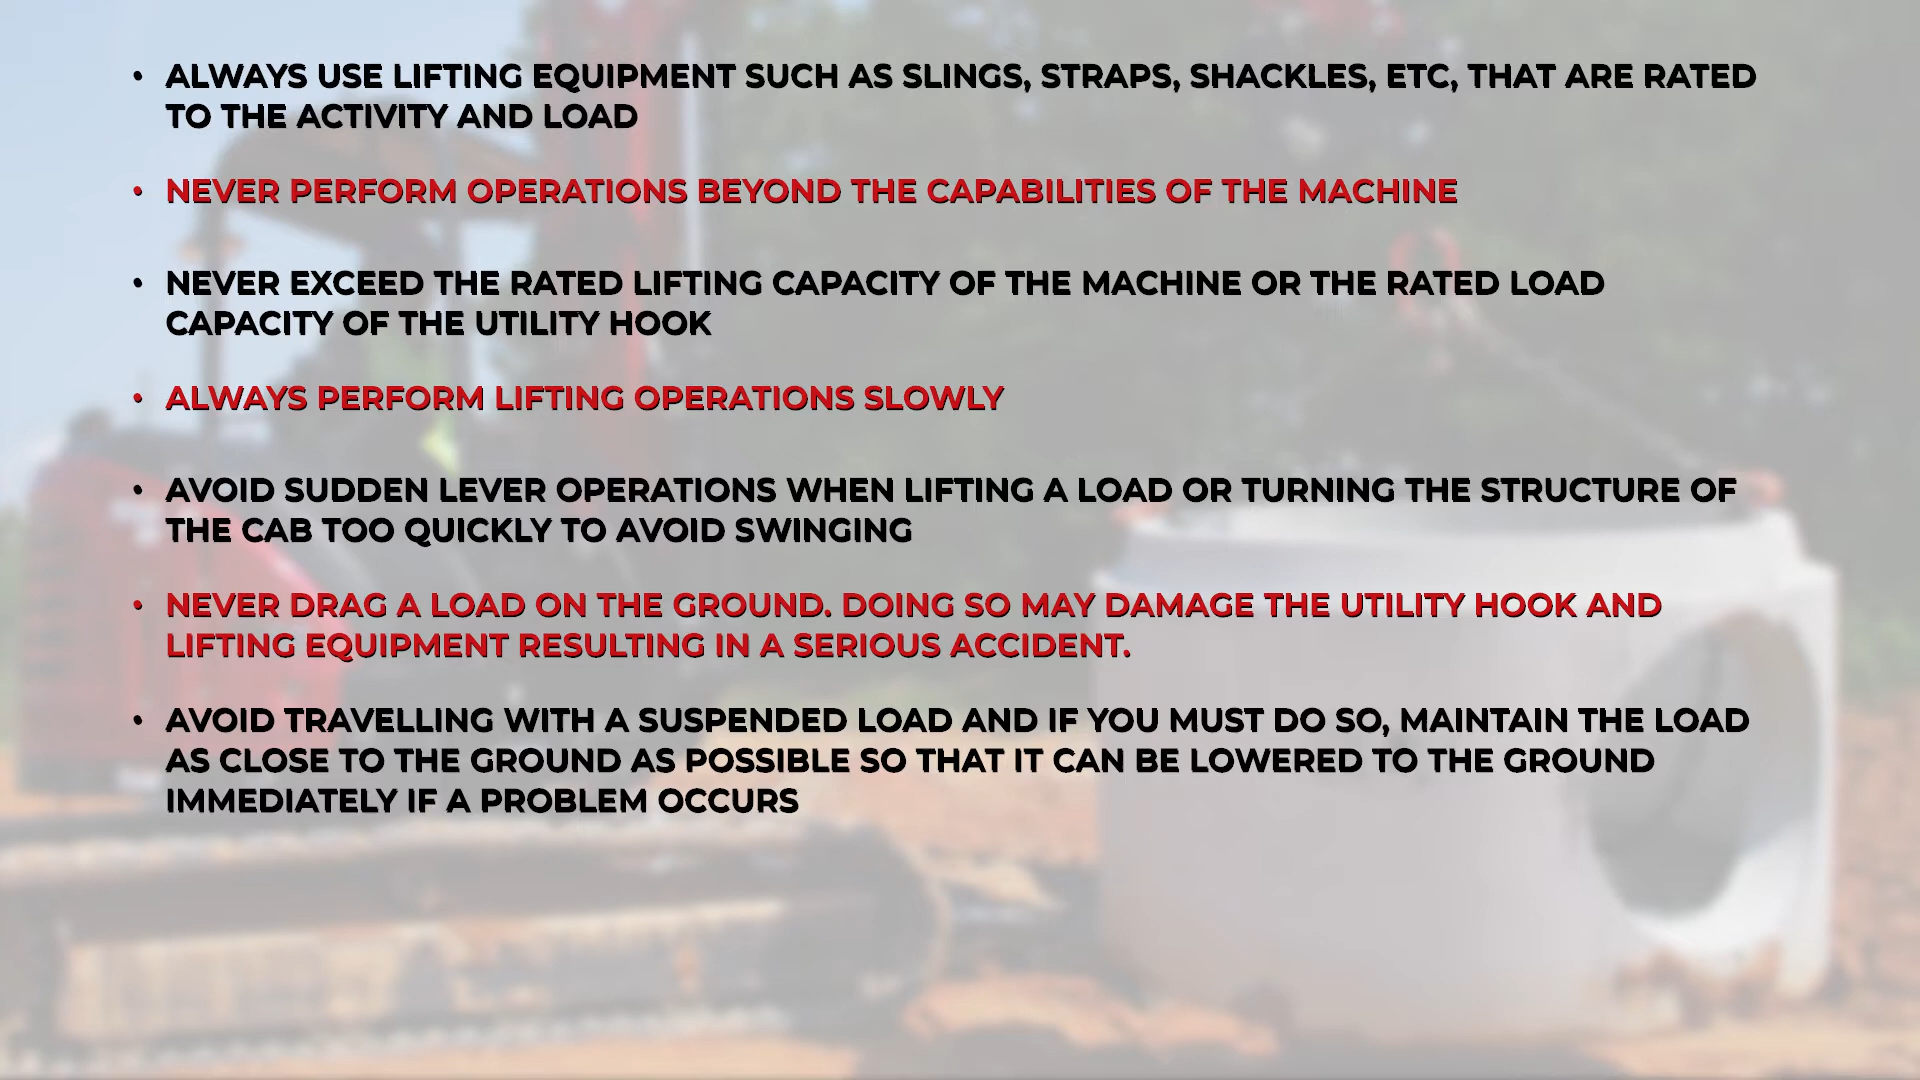 • ALWAYS USE LIFTING EQUIPMENT SUCH AS SLINGS, STRAPS, SHACKLES, ETC, THAT ARE RATED
TO THE ACTIVITY AND LOAD
• NEVER PERFORM OPERATIONS BEYOND THE CAPABILITIES OF THE MACHINE
• NEVER EXCEED THE RATED LIFTING CAPACITY OF THE MACHINE OR THE RATED LOAD
CAPACITY OF THE UTILITY HOOK
• ALWAYS PERFORM LIFTING OPERATIONS SLOWLY
• AVOID SUDDEN LEVER OPERATIONS WHEN LIFTING A LOAD OR TURNING THE STRUCTURE OF
THE CAB TOO QUICKLY TO AVOID SWINGING
• NEVER DRAG A LOAD ON THE GROUND. DOING SO MAY DAMAGE THE UTILITY HOOK AND
LIFTING EQUIPMENT RESULTING IN A SERIOUS ACCIDENT.
• AVOID TRAVELLING WITH A SUSPENDED LOAD AND IF YOU MUST DO SO, MAINTAIN THE LOAD
AS CLOSE TO THE GROUND AS POSSIBLE SO THAT IT CAN BE LOWERED TO THE GROUND
IMMEDIATELY IF A PROBLEM OCCURS